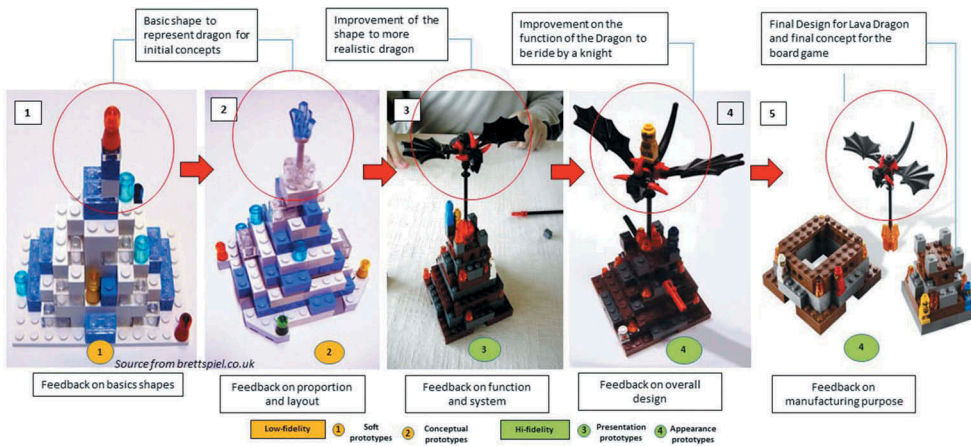 Basic shape to
represent dragon for
initial concepts
Improvement of the
shape to more
realistic dragon
Improvement on the
function of the Dragon to
be ride by a knight
Final Design for Lava Dragon
and final concept for the
board game
1
2
3
4
5
1
2
3
4
4
Source from brettspiel.co.uk
Feedback on basics shapes
Feedback on proportion
and layout
Feedback on function
and system
Feedback on overall
design
Feedback on
manufacturing purpose
Low-fidelity
1 Soft
prototypes
2 Conceptual
prototypes
Hi-fidelity
3 Presentation
prototypes
4 Appearance
prototypes